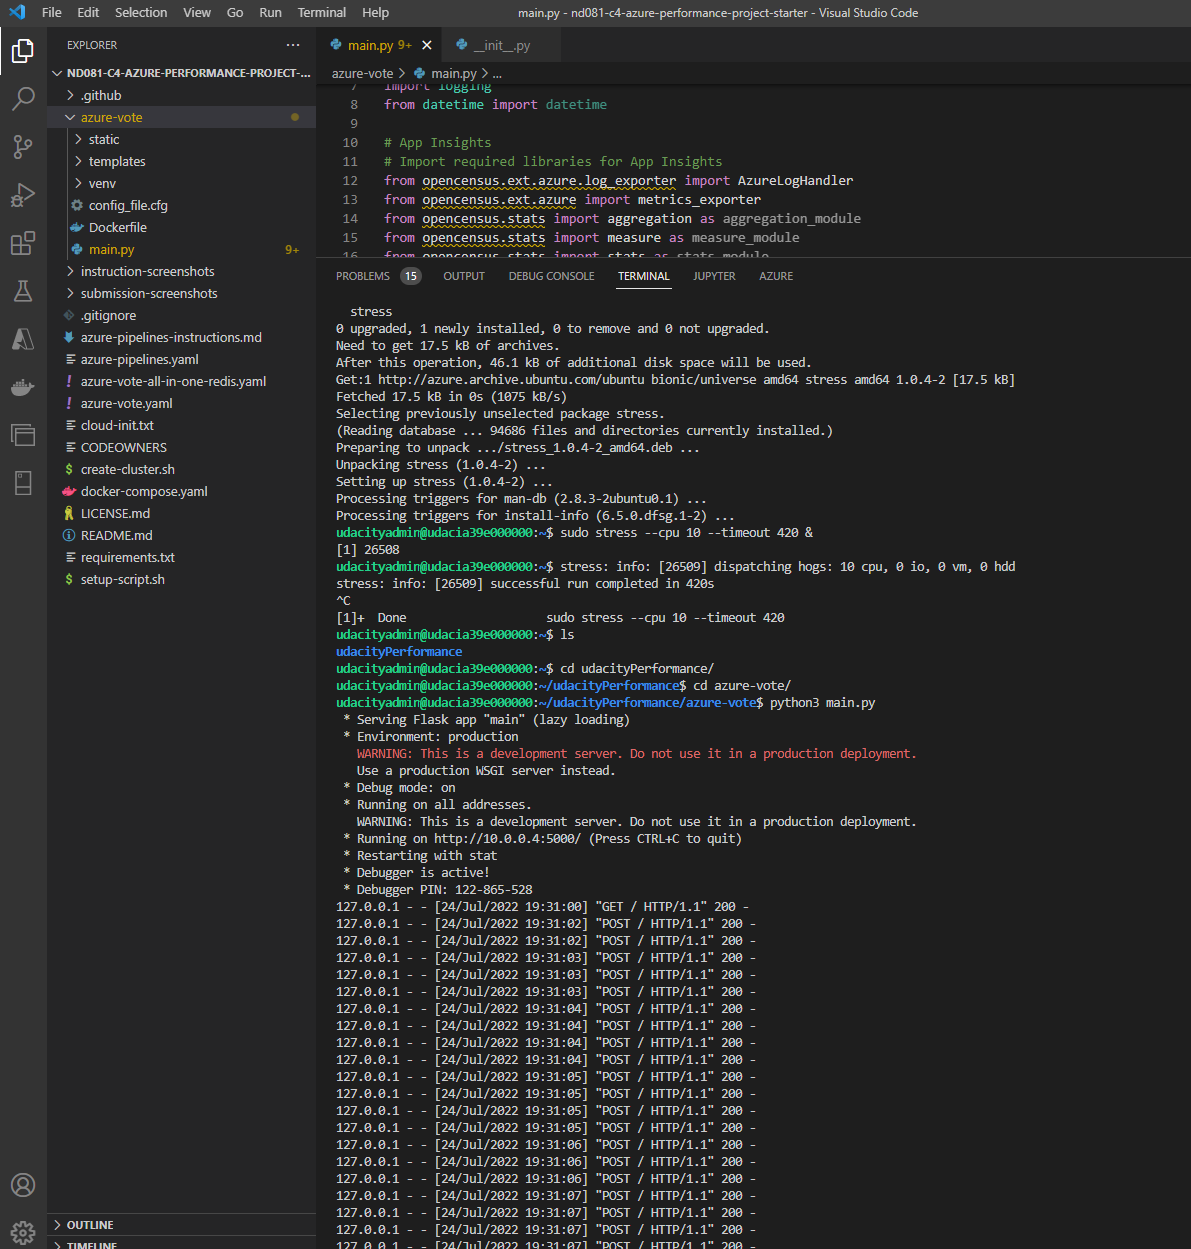 File Edit Selection View Go Run Terminal Help
main.py - nd081-c4-azure-performance-project-starter - Visual Studio Code
EXPLORER ...
ND081-C4-AZURE-PERFORMANCE-PROJECT-...
.github
azure-vote
static
templates
venv
config_file.cfg
Dockerfile
main.py 9+
instruction-screenshots
submission-screenshots
.gitignore
azure-pipelines-instructions.md
azure-pipelines.yaml
azure-vote-all-in-one-redis.yaml
azure-vote.yaml
cloud-init.txt
CODEOWNERS
create-cluster.sh
docker-compose.yaml
LICENSE.md
README.md
requirements.txt
setup-script.sh
OUTLINE
TIMELINE
main.py 9+ __init__.py
azure-vote > main.py > ...
7 import logging
8 from datetime import datetime
9
10 # App Insights
11 # Import required libraries for App Insights
12 from opencensus.ext.azure.log_exporter import AzureLogHandler
13 from opencensus.ext.azure import metrics_exporter
14 from opencensus.stats import aggregation as aggregation_module
15 from opencensus.stats import measure as measure_module
16 from opencensus.stats import stats as stats_module
PROBLEMS 15 OUTPUT DEBUG CONSOLE TERMINAL JUPYTER AZURE
stress
0 upgraded, 1 newly installed, 0 to remove and 0 not upgraded.
Need to get 17.5 kB of archives.
After this operation, 46.1 kB of additional disk space will be used.
Get:1 http://azure.archive.ubuntu.com/ubuntu bionic/universe amd64 stress amd64 1.0.4-2 [17.5 kB]
Fetched 17.5 kB in 0s (1075 kB/s)
Selecting previously unselected package stress.
(Reading database ... 94686 files and directories currently installed.)
Preparing to unpack .../stress_1.0.4-2_amd64.deb ...
Unpacking stress (1.0.4-2) ...
Setting up stress (1.0.4-2) ...
Processing triggers for man-db (2.8.3-2ubuntu0.1) ...
Processing triggers for install-info (6.5.0.dfsg.1-2) ...
udacityadmin@udacia39e000000:~$ sudo stress --cpu 10 --timeout 420 &
[1] 26508
udacityadmin@udacia39e000000:~$ stress: info: [26509] dispatching hogs: 10 cpu, 0 io, 0 vm, 0 hdd
stress: info: [26509] successful run completed in 420s
^C
[1]+ Done sudo stress --cpu 10 --timeout 420
udacityadmin@udacia39e000000:~$ ls
udacityPerformance
udacityadmin@udacia39e000000:~$ cd udacityPerformance/
udacityadmin@udacia39e000000:~/udacityPerformance$ cd azure-vote/
udacityadmin@udacia39e000000:~/udacityPerformance/azure-vote$ python3 main.py
* Serving Flask app "main" (lazy loading)
* Environment: production
WARNING: This is a development server. Do not use it in a production deployment.
Use a production WSGI server instead.
* Debug mode: on
* Running on all addresses.
WARNING: This is a development server. Do not use it in a production deployment.
* Running on http://10.0.0.4:5000/ (Press CTRL+C to quit)
* Restarting with stat
* Debugger is active!
* Debugger PIN: 122-865-528
127.0.0.1 - - [24/Jul/2022 19:31:00] "GET / HTTP/1.1" 200 -
127.0.0.1 - - [24/Jul/2022 19:31:02] "POST / HTTP/1.1" 200 -
127.0.0.1 - - [24/Jul/2022 19:31:02] "POST / HTTP/1.1" 200 -
127.0.0.1 - - [24/Jul/2022 19:31:03] "POST / HTTP/1.1" 200 -
127.0.0.1 - - [24/Jul/2022 19:31:03] "POST / HTTP/1.1" 200 -
127.0.0.1 - - [24/Jul/2022 19:31:03] "POST / HTTP/1.1" 200 -
127.0.0.1 - - [24/Jul/2022 19:31:04] "POST / HTTP/1.1" 200 -
127.0.0.1 - - [24/Jul/2022 19:31:04] "POST / HTTP/1.1" 200 -
127.0.0.1 - - [24/Jul/2022 19:31:04] "POST / HTTP/1.1" 200 -
127.0.0.1 - - [24/Jul/2022 19:31:04] "POST / HTTP/1.1" 200 -
127.0.0.1 - - [24/Jul/2022 19:31:05] "POST / HTTP/1.1" 200 -
127.0.0.1 - - [24/Jul/2022 19:31:05] "POST / HTTP/1.1" 200 -
127.0.0.1 - - [24/Jul/2022 19:31:05] "POST / HTTP/1.1" 200 -
127.0.0.1 - - [24/Jul/2022 19:31:05] "POST / HTTP/1.1" 200 -
127.0.0.1 - - [24/Jul/2022 19:31:06] "POST / HTTP/1.1" 200 -
127.0.0.1 - - [24/Jul/2022 19:31:06] "POST / HTTP/1.1" 200 -
127.0.0.1 - - [24/Jul/2022 19:31:06] "POST / HTTP/1.1" 200 -
127.0.0.1 - - [24/Jul/2022 19:31:07] "POST / HTTP/1.1" 200 -
127.0.0.1 - - [24/Jul/2022 19:31:07] "POST / HTTP/1.1" 200 -
127.0.0.1 - - [24/Jul/2022 19:31:07] "POST / HTTP/1.1" 200 -
127.0.0.1 - - [24/Jul/2022 19:31:07] "POST / HTTP/1.1" 200 -